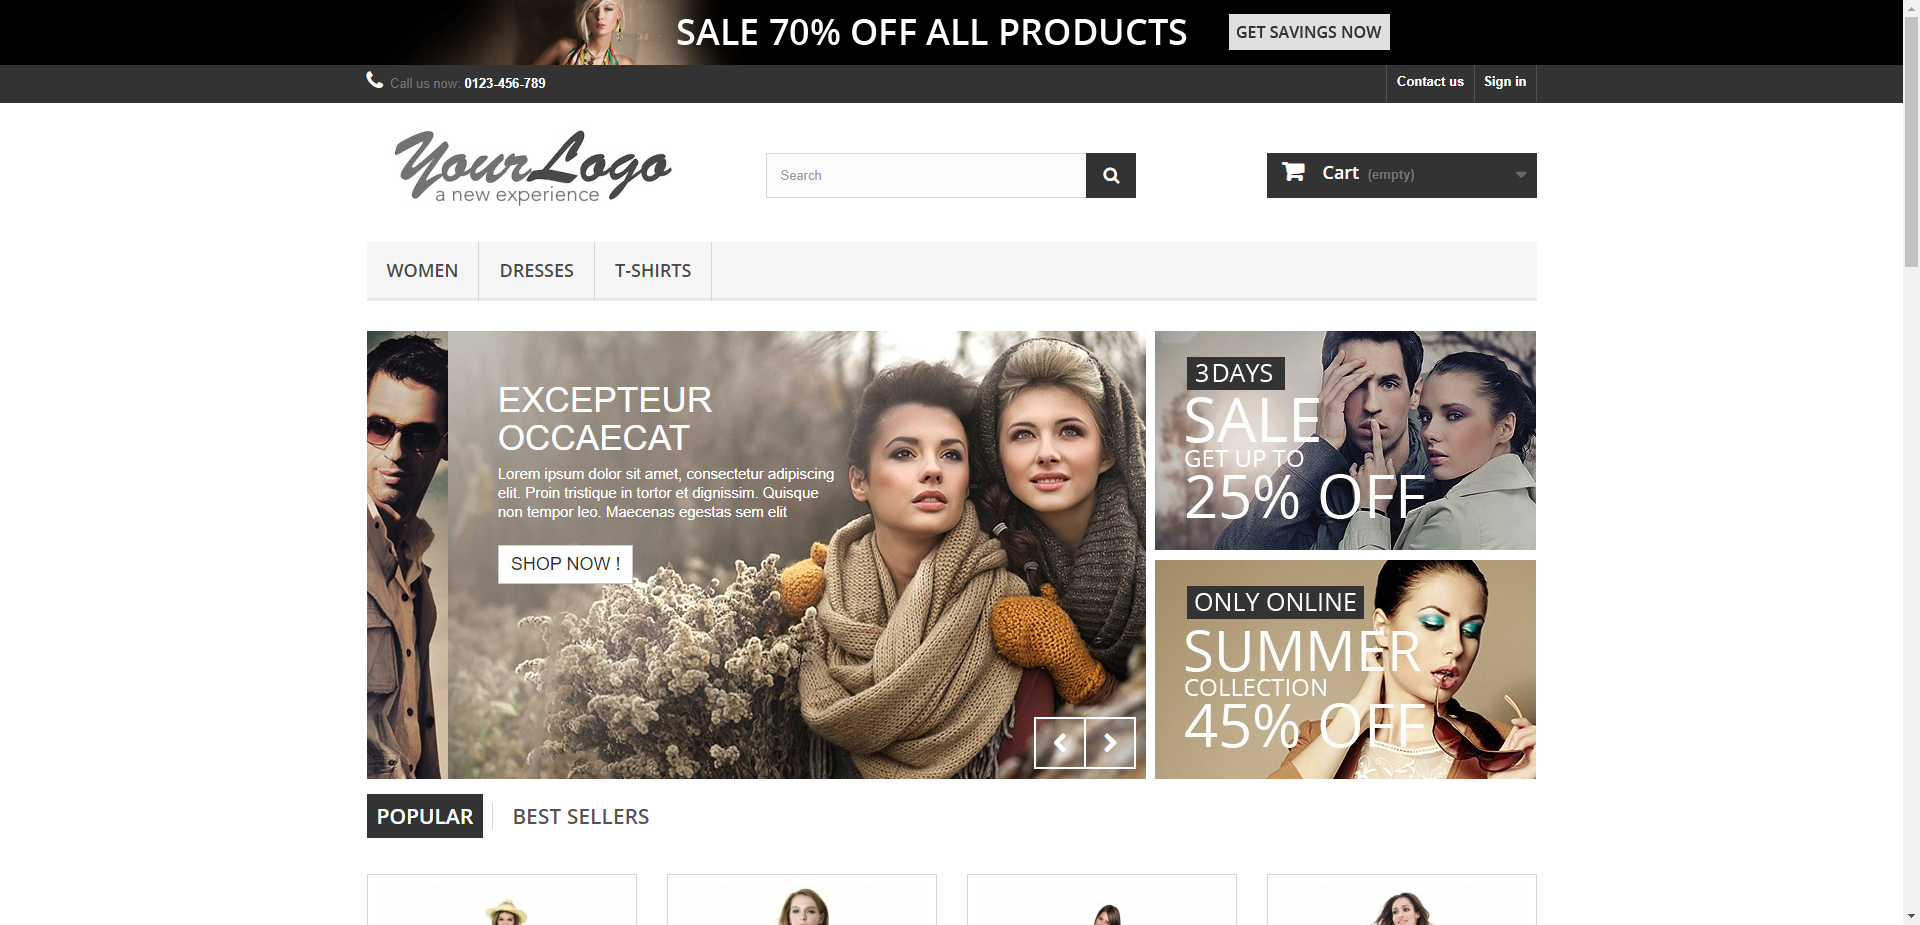 SALE 70% OFF ALL PRODUCTS
GET SAVINGS NOW
Call us now: 0123-456-789
Contact us
Sign in
YourLogo
a new experience
Search
Cart (empty)
WOMEN
DRESSES
T-SHIRTS
EXCEPTEUR
OCCAECAT
Lorem ipsum dolor sit amet, consectetur adipiscing
elit. Proin tristique in tortor et dignissim. Quisque
non tempor leo. Maecenas egestas sem elit
SHOP NOW !
3DAYS
SALE
GET UP TO
25% OFF
ONLY ONLINE
SUMMER
COLLECTION
45% OFF
POPULAR
BEST SELLERS